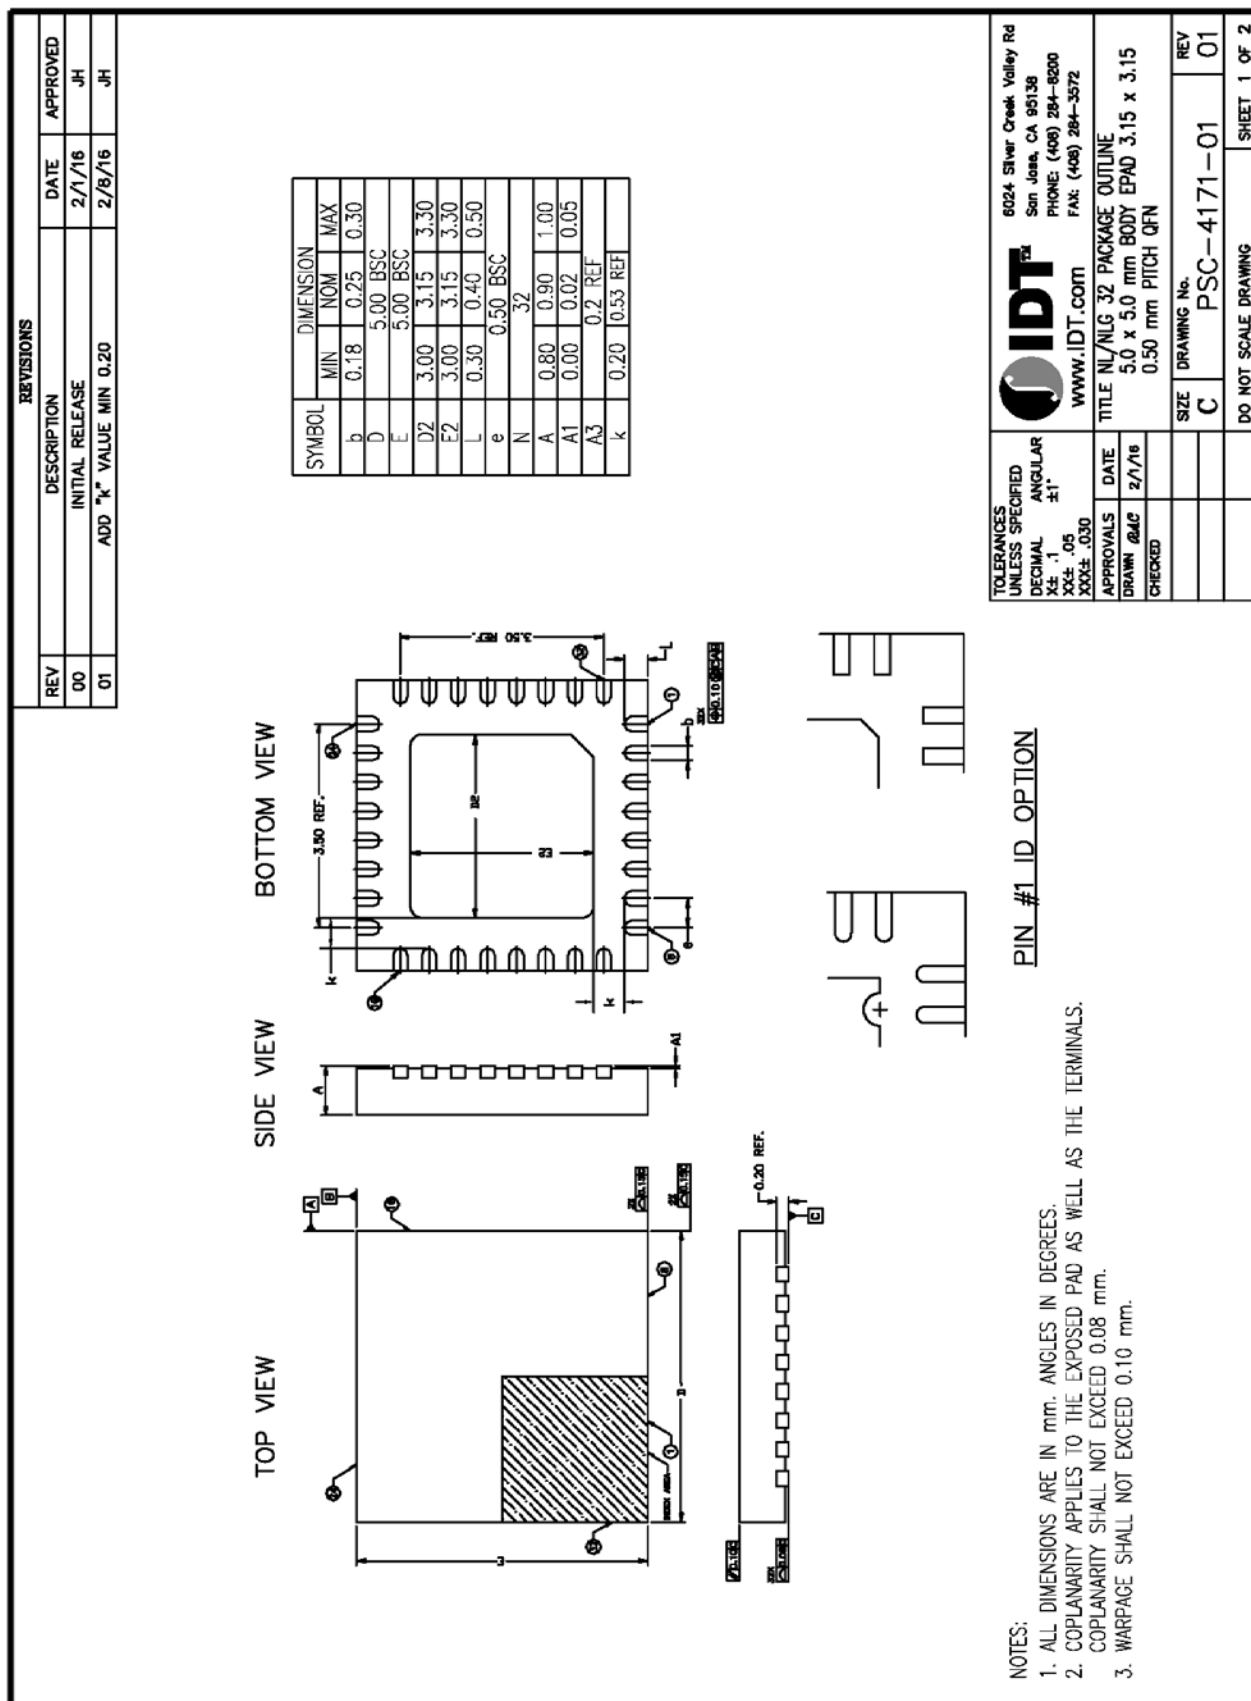 REVISIONS
REV DESCRIPTION DATE APPROVED
00 INITIAL RELEASE 2/1/16 JH
01 ADD "k" VALUE MIN 0.20 2/8/16 JH
TOP VIEW
SIDE VIEW
BOTTOM VIEW
A
B
A
3.50 REF.
k
D2
3.50 REF.
L
1
b
e
k
A1
8
1
D
0.20 REF.
C
SYMBOL DIMENSION
MIN NOM MAX
b 0.18 0.25 0.30
D 5.00 BSC
E 5.00 BSC
D2 3.00 3.15 3.30
E2 3.00 3.15 3.30
L 0.30 0.40 0.50
e 0.50 BSC
N 32
A 0.80 0.90 1.00
A1 0.00 0.02 0.05
A3 0.2 REF
k 0.20 0.53 REF
PIN #1 ID OPTION
NOTES:
1. ALL DIMENSIONS ARE IN mm. ANGLES IN DEGREES.
2. COPLANARITY APPLIES TO THE EXPOSED PAD AS WELL AS THE TERMINALS.
COPLANARITY SHALL NOT EXCEED 0.08 mm.
3. WARPAGE SHALL NOT EXCEED 0.10 mm.
TOLERANCES
UNLESS SPECIFIED
DECIMAL ANGULAR
X± .1 ±1°
XX± .05
XXX± .030
APPROVALS DATE
DRAWN RAC 2/1/16
CHECKED
IDT™
www.IDT.com
6024 Silver Creek Valley Rd
San Jose, CA 95138
PHONE: (408) 284-8200
FAX: (408) 284-3572
TITLE NL/NLG 32 PACKAGE OUTLINE
5.0 x 5.0 mm BODY EPAD 3.15 x 3.15
0.50 mm PITCH QFN
SIZE DRAWING No. REV
C PSC-4171-01 01
DO NOT SCALE DRAWING SHEET 1 OF 2